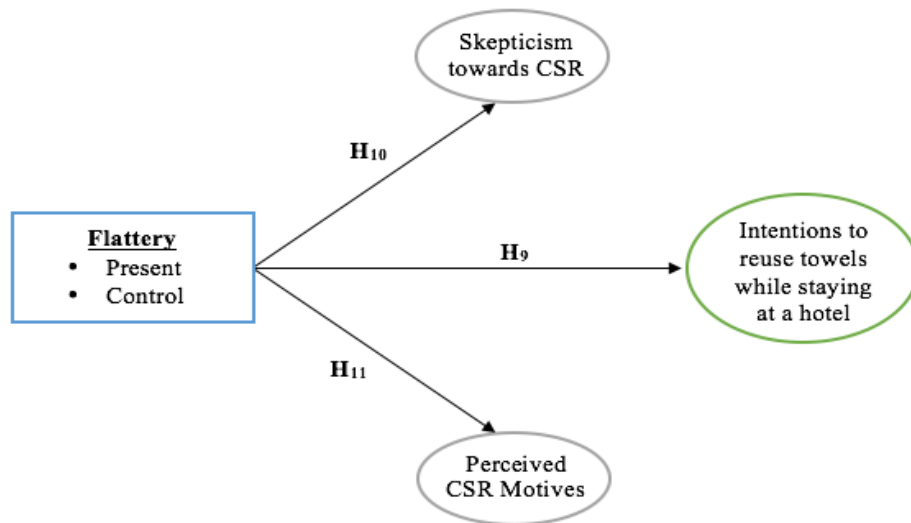 Skepticism
towards CSR
H₁₀
Flattery
• Present
• Control
H₉
Intentions to
reuse towels
while staying
at a hotel
H₁₁
Perceived
CSR Motives